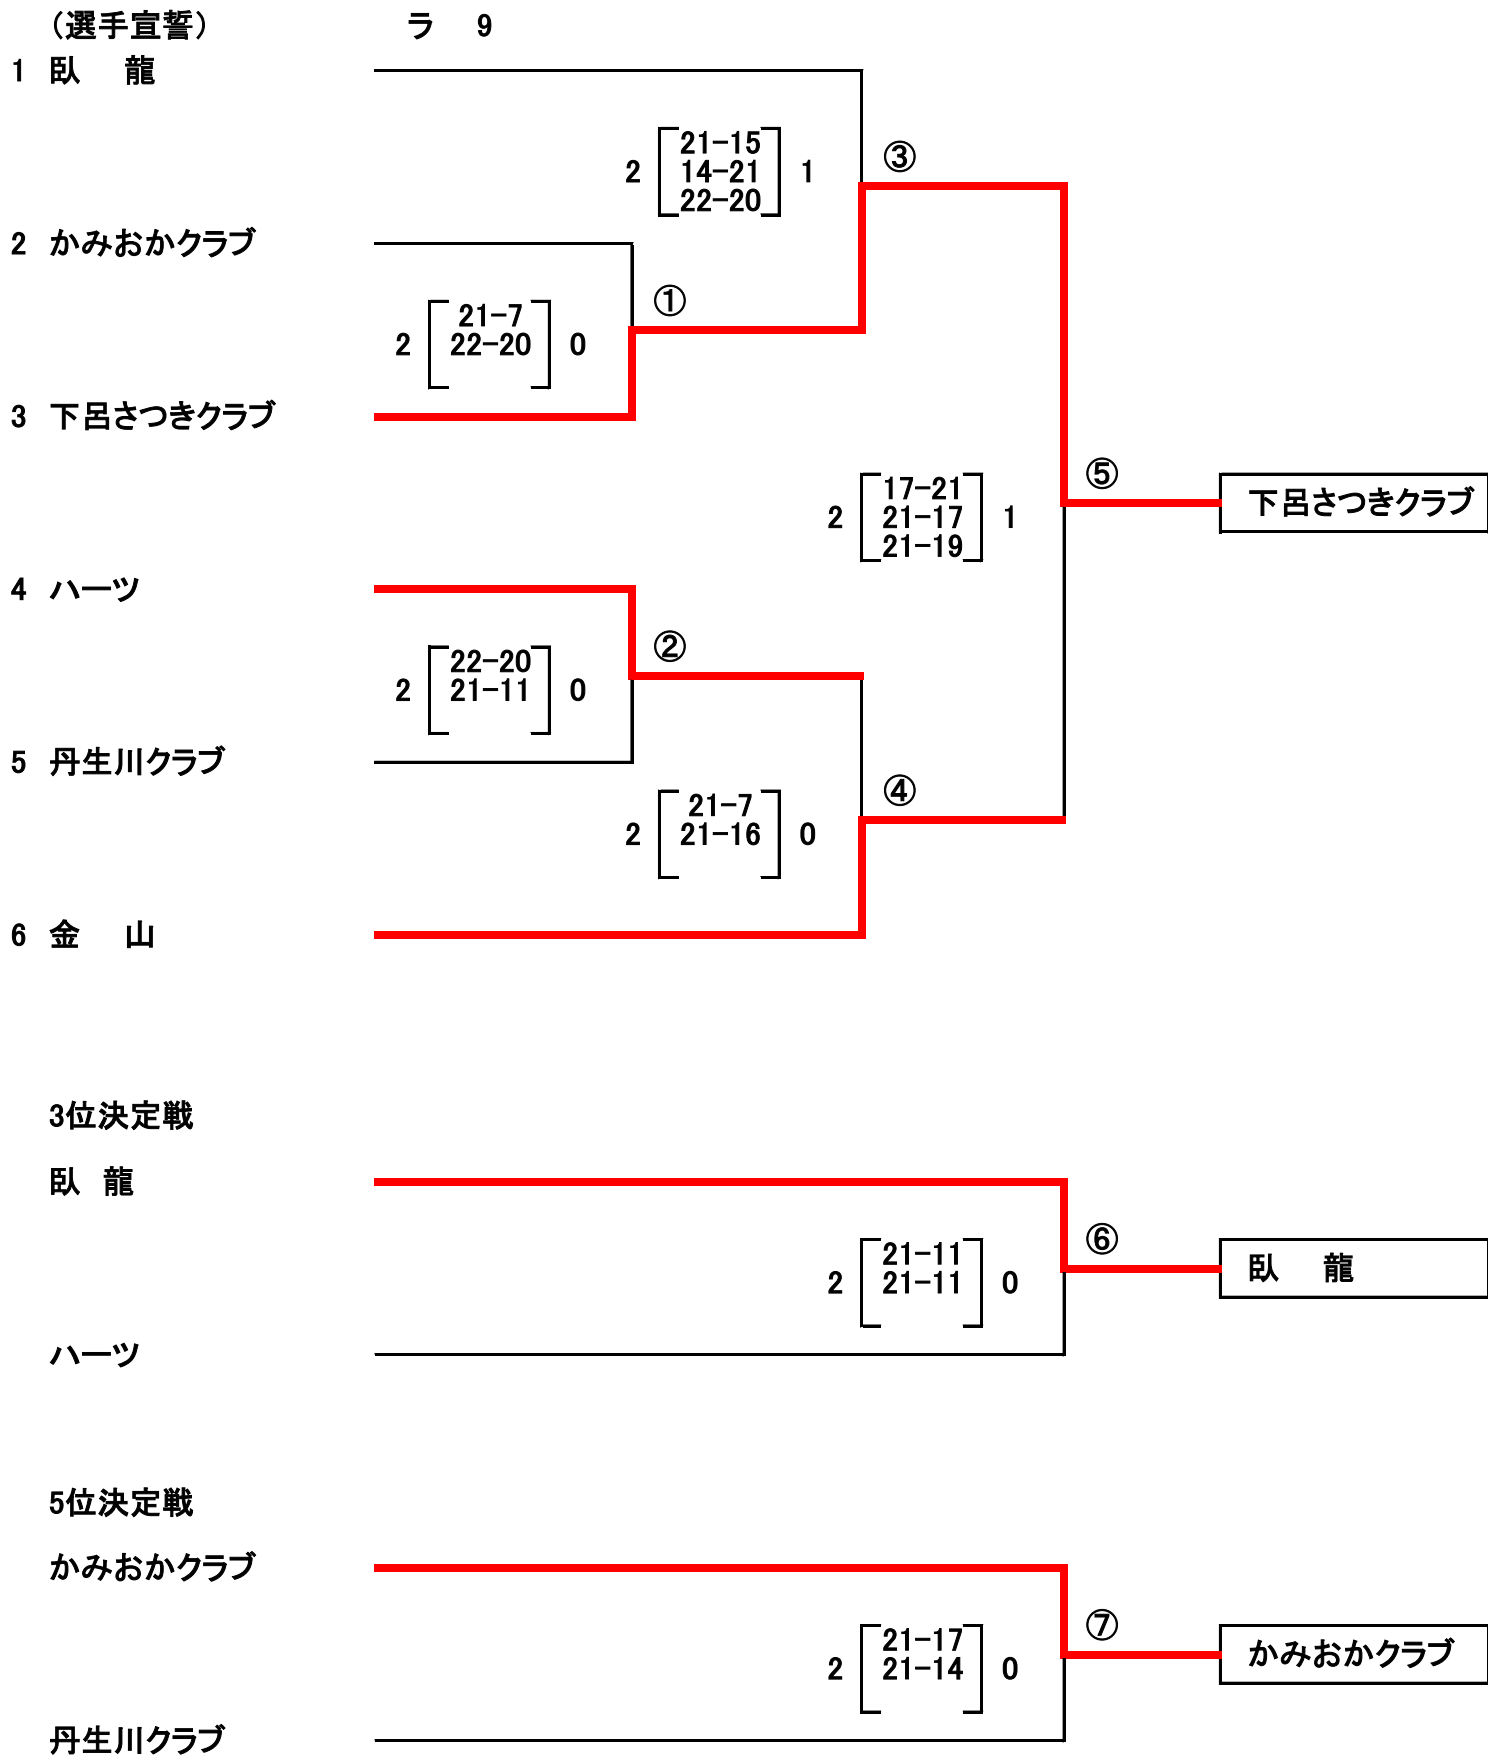 (選手宣誓) ラ 9
1 臥 龍
③
21-15
2 14-21 1
22-20
2 かみおかクラブ
①
21-7
2 22-20 0
3 下呂さつきクラブ
⑤
17-21
2 21-17 1
21-19
下呂さつきクラブ
4 ハーツ
②
22-20
2 21-11 0
5 丹生川クラブ
④
21-7
2 21-16 0
6 金 山
3位決定戦
臥 龍
⑥
21-11
2 21-11 0
臥 龍
ハーツ
5位決定戦
かみおかクラブ
⑦
21-17
2 21-14 0
かみおかクラブ
丹生川クラブ